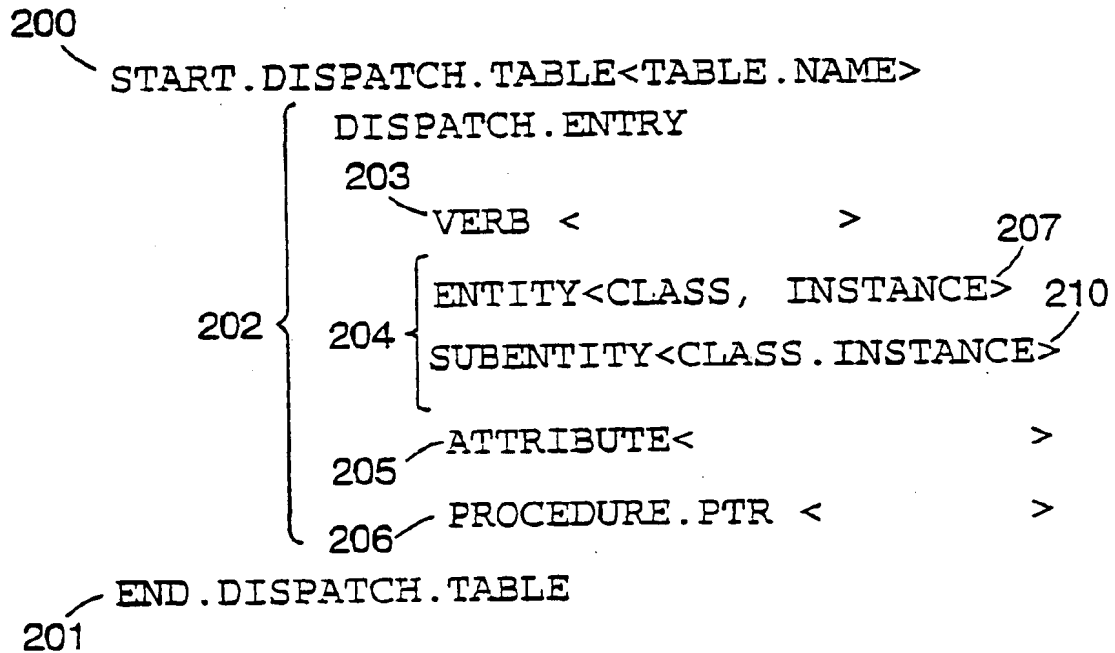 200
START.DISPATCH.TABLE<TABLE.NAME>
DISPATCH.ENTRY
203
VERB < >
207
ENTITY<CLASS, INSTANCE>
210
202
204
SUBENTITY<CLASS.INSTANCE>
ATTRIBUTE< >
205
PROCEDURE.PTR < >
206
END.DISPATCH.TABLE
201